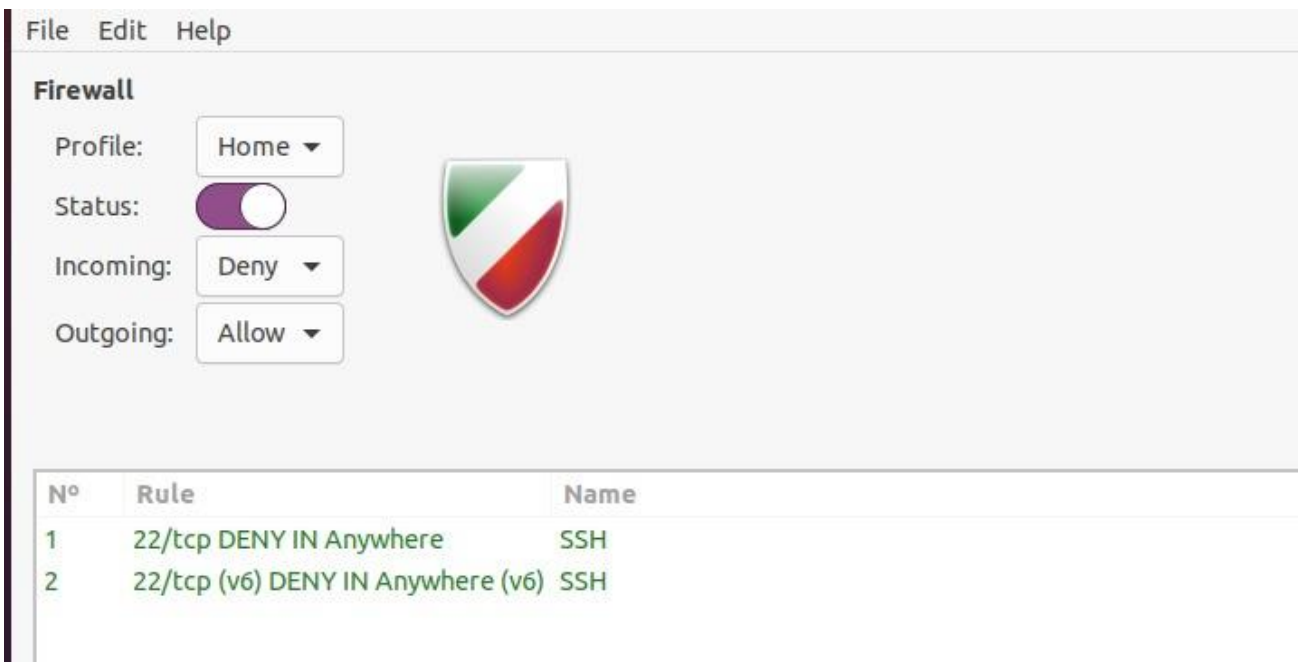 File Edit Help
Firewall
Profile: Home
Status:
Incoming: Deny
Outgoing: Allow
Nº Rule Name
1 22/tcp DENY IN Anywhere SSH
2 22/tcp (v6) DENY IN Anywhere (v6) SSH